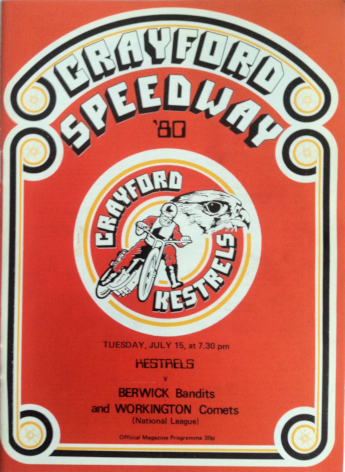 CRAYFORD
SPEEDWAY
'80
CRAYFORD
KESTRELS
TUESDAY, JULY 15, at 7.30 pm
KESTRELS
v
BERWICK Bandits
and WORKINGTON Comets
(National League)
Official Magazine Programme 20p